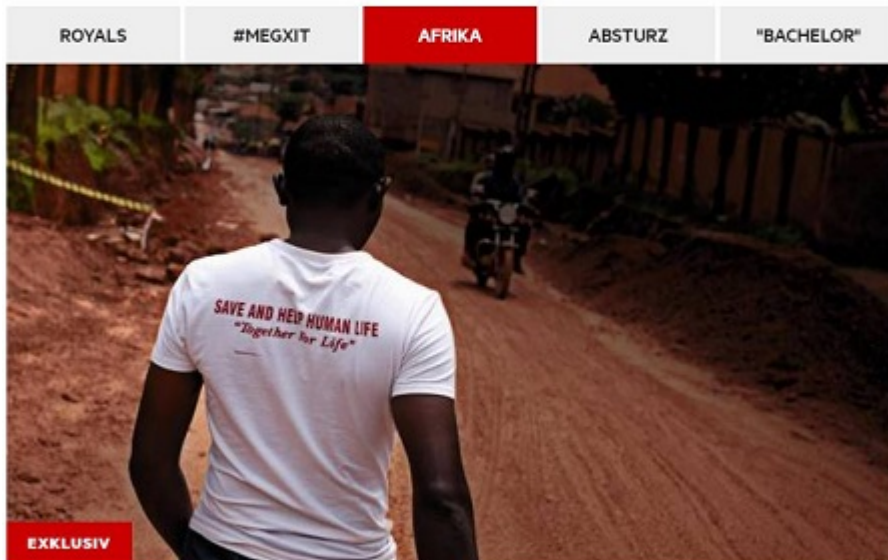 ROYALS
#MEGXIT
AFRIKA
ABSTURZ
"BACHELOR"
SAVE AND HELP HUMAN LIFE
"Together For Life"
EXKLUSIV